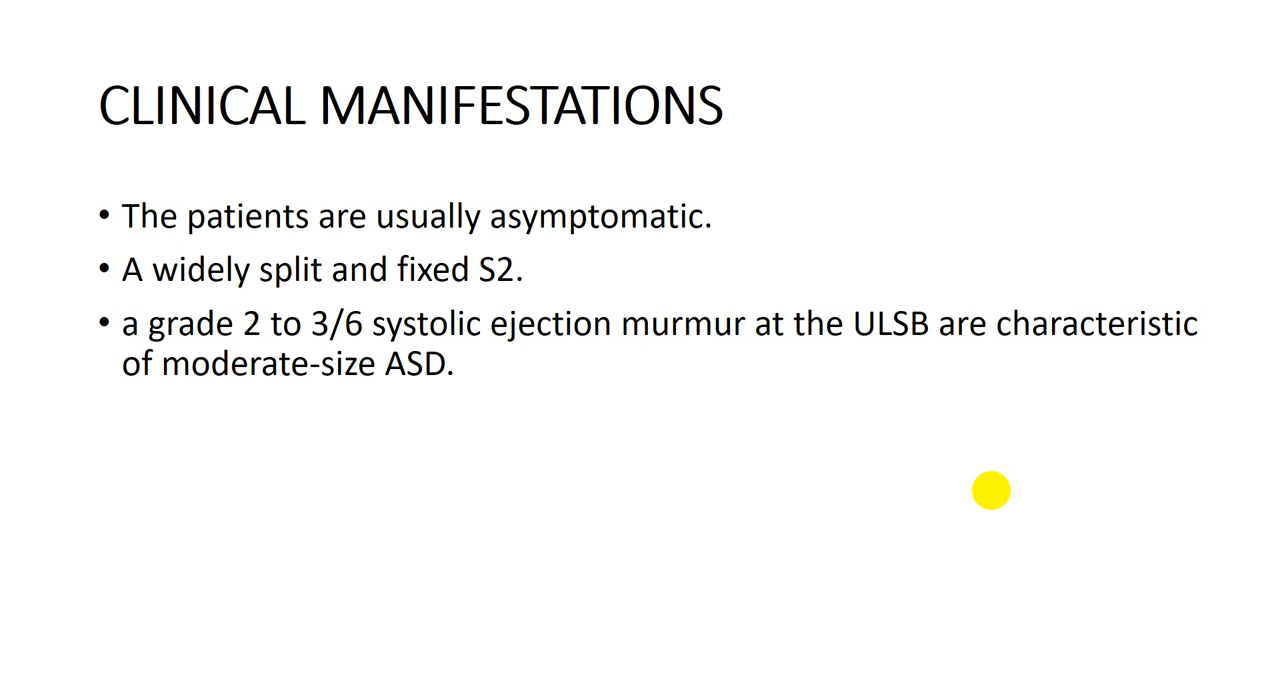 CLINICAL MANIFESTATIONS
• The patients are usually asymptomatic.
• A widely split and fixed S2.
• a grade 2 to 3/6 systolic ejection murmur at the ULSB are characteristic
of moderate-size ASD.